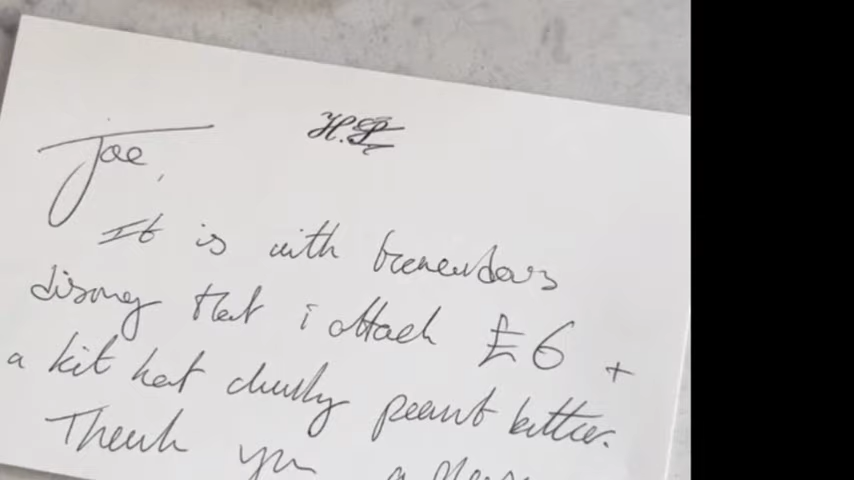 H.P.
Joe,
It is with tremendous
dismay that i attach £6 +
a kit kat chunky peanut butter.
Thank you